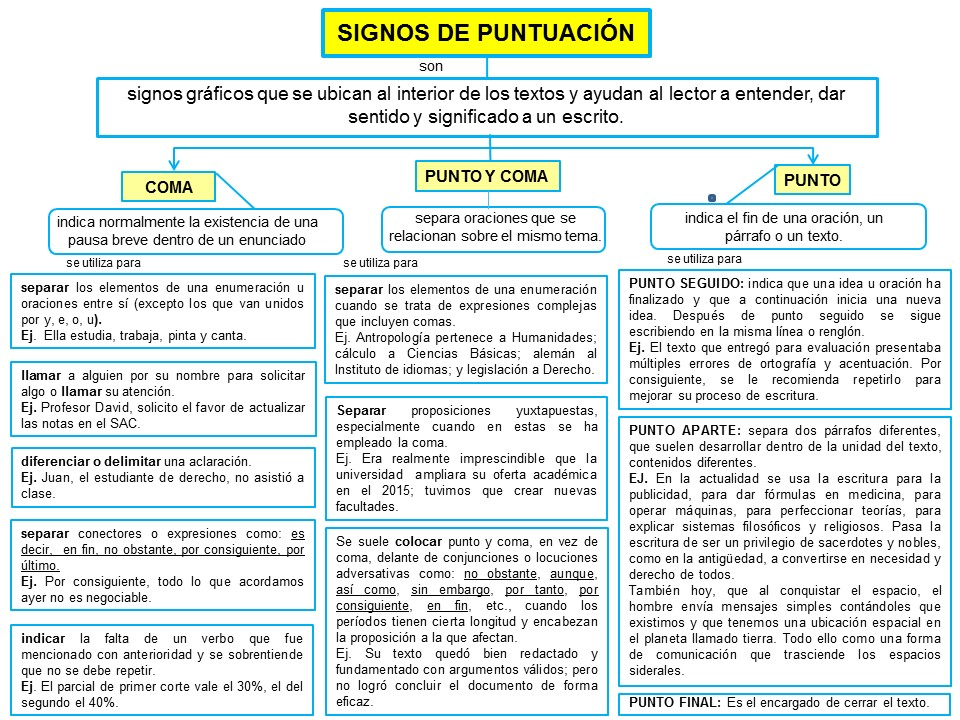 SIGNOS DE PUNTUACIÓN
son
signos gráficos que se ubican al interior de los textos y ayudan al lector a entender, dar
sentido y significado a un escrito.
COMA
indica normalmente la existencia de una
pausa breve dentro de un enunciado
se utiliza para
separar los elementos de una enumeración u
oraciones entre sí (excepto los que van unidos
por y, e, o, u).
Ej. Ella estudia, trabaja, pinta y canta.
llamar a alguien por su nombre para solicitar
algo o llamar su atención.
Ej. Profesor David, solicito el favor de actualizar
las notas en el SAC.
diferenciar o delimitar una aclaración.
Ej. Juan, el estudiante de derecho, no asistió a
clase.
separar conectores o expresiones como: es
decir, en fin, no obstante, por consiguiente, por
último.
Ej. Por consiguiente, todo lo que acordamos
ayer no es negociable.
indicar la falta de un verbo que fue
mencionado con anterioridad y se sobrentiende
que no se debe repetir.
Ej. El parcial de primer corte vale el 30%, el del
segundo el 40%.
PUNTO Y COMA
separa oraciones que se
relacionan sobre el mismo tema.
se utiliza para
separar los elementos de una enumeración
cuando se trata de expresiones complejas
que incluyen comas.
Ej. Antropología pertenece a Humanidades;
cálculo a Ciencias Básicas; alemán al
Instituto de idiomas; y legislación a Derecho.
Separar proposiciones yuxtapuestas,
especialmente cuando en estas se ha
empleado la coma.
Ej. Era realmente imprescindible que la
universidad ampliara su oferta académica
en el 2015; tuvimos que crear nuevas
facultades.
Se suele colocar punto y coma, en vez de
coma, delante de conjunciones o locuciones
adversativas como: no obstante, aunque,
así como, sin embargo, por tanto, por
consiguiente, en fin, etc., cuando los
períodos tienen cierta longitud y encabezan
la proposición a la que afectan.
Ej. Su texto quedó bien redactado y
fundamentado con argumentos válidos; pero
no logró concluir el documento de forma
eficaz.
PUNTO
indica el fin de una oración, un
párrafo o un texto.
se utiliza para
PUNTO SEGUIDO: indica que una idea u oración ha
finalizado y que a continuación inicia una nueva
idea. Después de punto seguido se sigue
escribiendo en la misma línea o renglón.
Ej. El texto que entregó para evaluación presentaba
múltiples errores de ortografía y acentuación. Por
consiguiente, se le recomienda repetirlo para
mejorar su proceso de escritura.
PUNTO APARTE: separa dos párrafos diferentes,
que suelen desarrollar dentro de la unidad del texto,
contenidos diferentes.
EJ. En la actualidad se usa la escritura para la
publicidad, para dar fórmulas en medicina, para
operar máquinas, para perfeccionar teorías, para
explicar sistemas filosóficos y religiosos. Pasa la
escritura de ser un privilegio de sacerdotes y nobles,
como en la antigüedad, a convertirse en necesidad y
derecho de todos.
También hoy, que al conquistar el espacio, el
hombre envía mensajes simples contándoles que
existimos y que tenemos una ubicación espacial en
el planeta llamado tierra. Todo ello como una forma
de comunicación que trasciende los espacios
siderales.
PUNTO FINAL: Es el encargado de cerrar el texto.